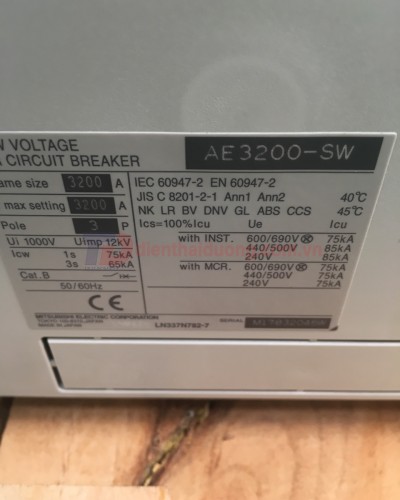 W VOLTAGE
CIRCUIT BREAKER
AE3200-SW
ame size 3200 A
max setting 3200 A
Pole 3 P
Ui 1000V Uimp 12kV
Icw 1s 75kA
3s 65kA
Cat. B
50/60Hz
CE
MITSUBISHI ELECTRIC CORPORATION
MADE IN JAPAN
IEC 60947-2 EN 60947-2
JIS C 8201-2-1 Ann1 Ann2 40℃
NK LR BV DNV GL ABS CCS 45℃
Ics=100%Icu Ue Icu
with INST. 600/690V 75kA
440/500V 85kA
240V 85kA
with MCR. 600/690V 75kA
440/500V 75kA
240V 75kA
LN337N782-7
SERIAL